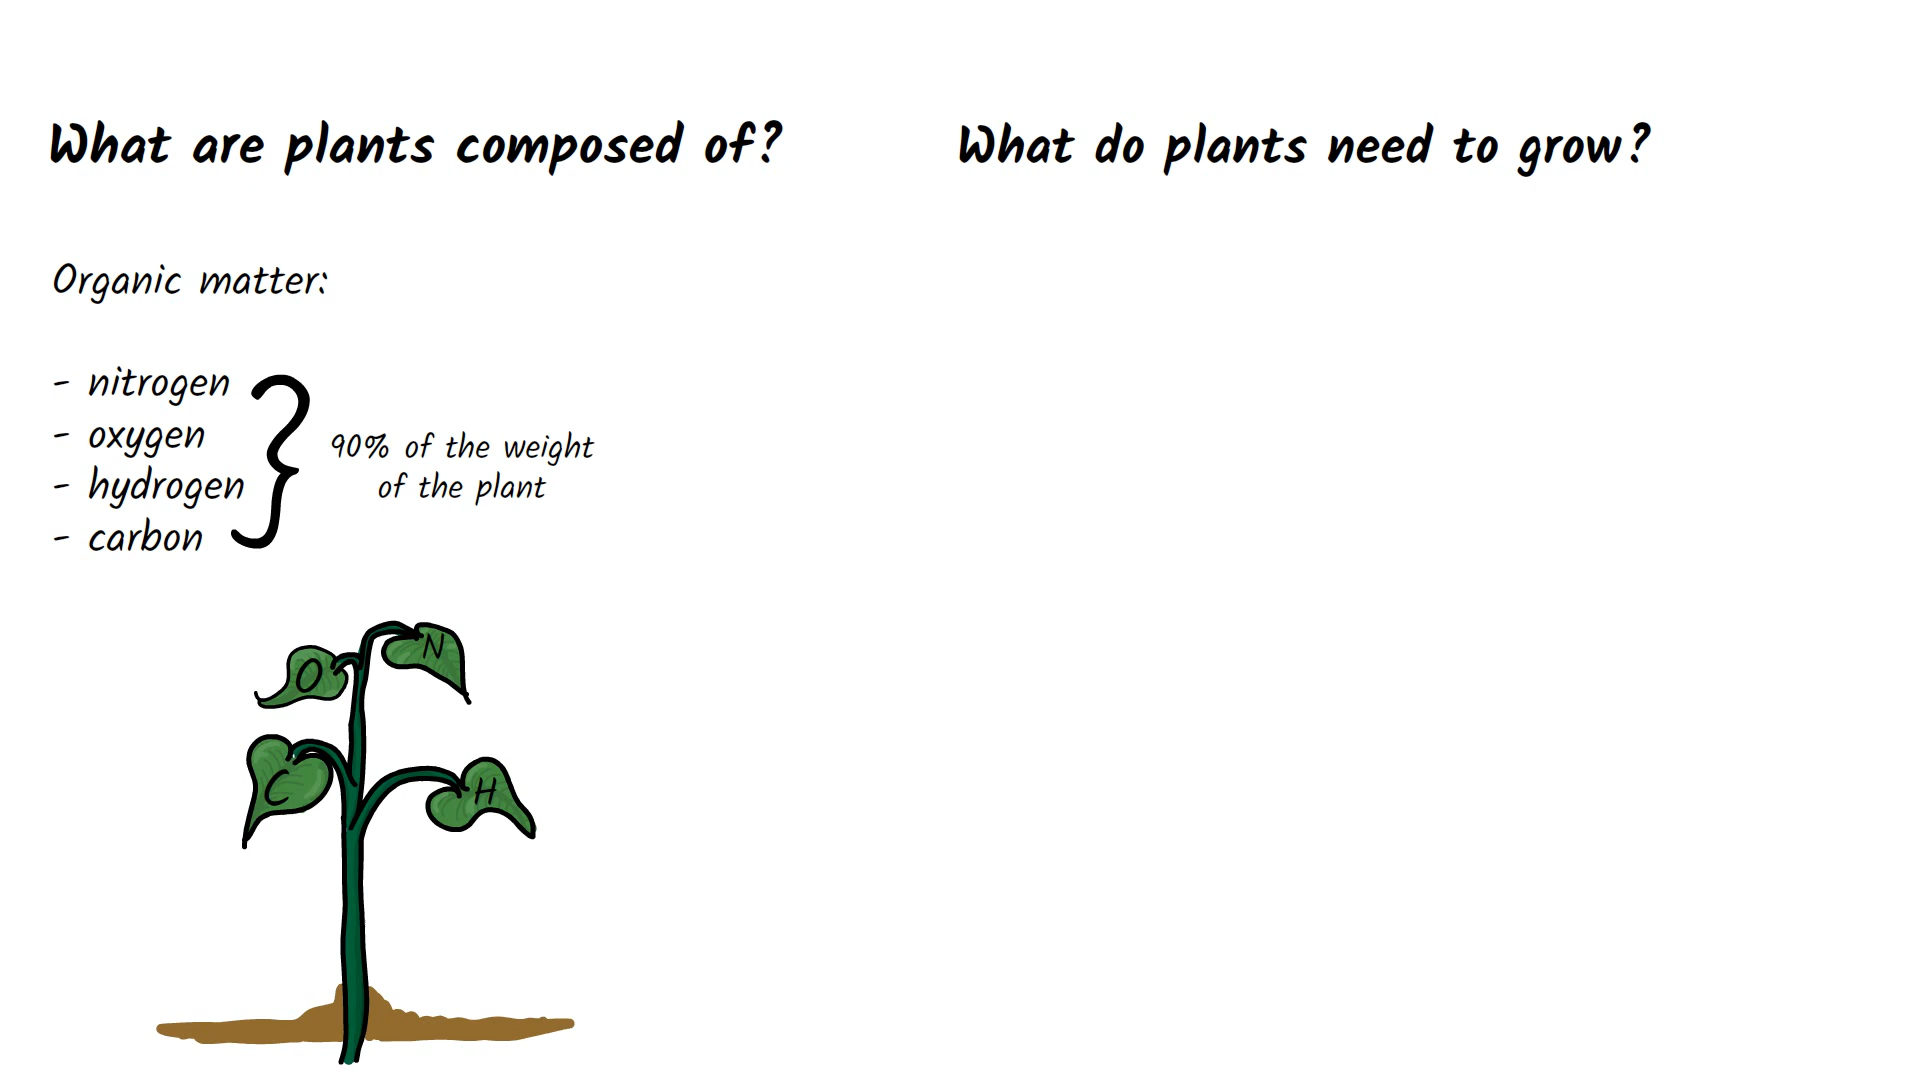 What are plants composed of?
What do plants need to grow?
Organic matter:
- nitrogen
- oxygen
- hydrogen
- carbon
90% of the weight
of the plant
O
N
C
H